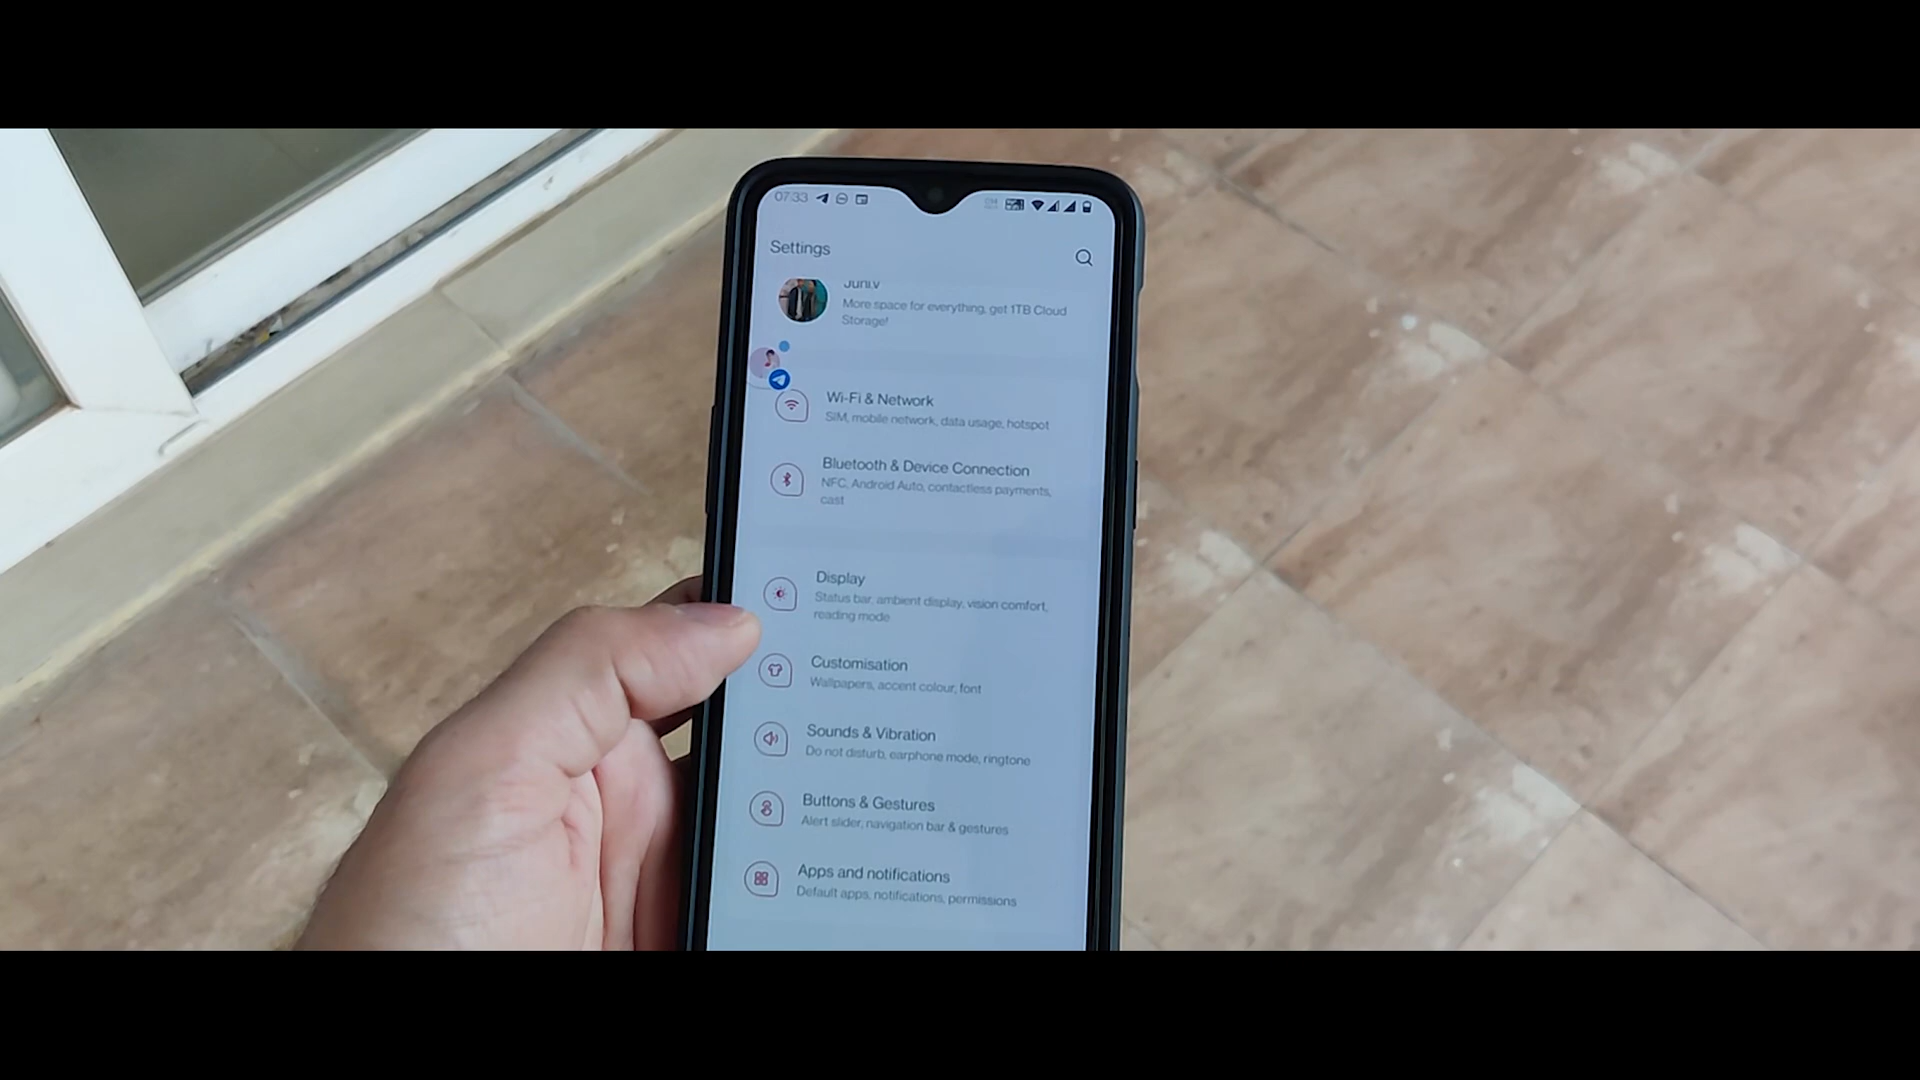 07:33
Settings
Juni.v
More space for everything, get 1TB Cloud
Storage!
Wi-Fi & Network
SIM, mobile network, data usage, hotspot
Bluetooth & Device Connection
NFC, Android Auto, contactless payments,
cast
Display
Status bar, ambient display, vision comfort,
reading mode
Customisation
Wallpapers, accent colour, font
Sounds & Vibration
Do not disturb, earphone mode, ringtone
Buttons & Gestures
Alert slider, navigation bar & gestures
Apps and notifications
Default apps, notifications, permissions